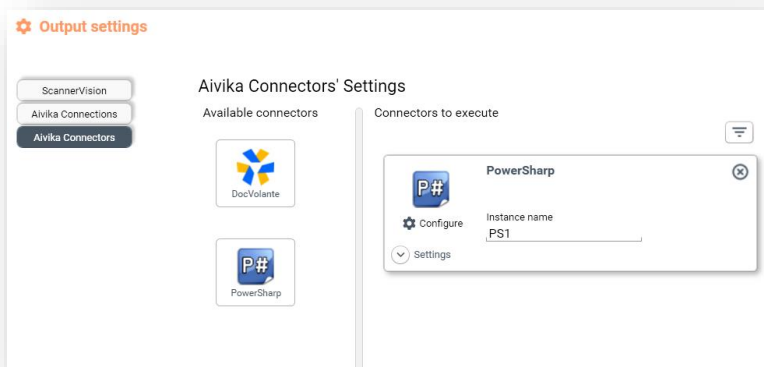 Output settings
ScannerVision
Aivika Connections
Aivika Connectors
Aivika Connectors' Settings
Available connectors
DocVolante
P#
PowerSharp
Connectors to execute
PowerSharp
P#
Configure
Instance name
PS1
Settings